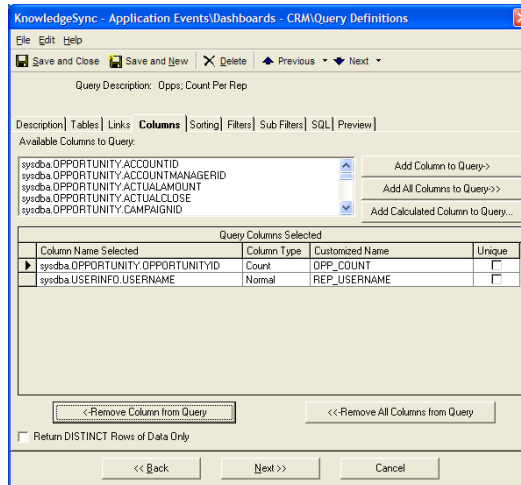 KnowledgeSync - Application Events\Dashboards - CRM\Query Definitions
File Edit Help
Save and Close Save and New Delete Previous Next
Query Description: Opps; Count Per Rep
Description Tables Links Columns Sorting Filters Sub Filters SQL Preview
Available Columns to Query:
sysdba.OPPORTUNITY.ACCOUNTID
sysdba.OPPORTUNITY.ACCOUNTMANAGERID
sysdba.OPPORTUNITY.ACTUALAMOUNT
sysdba.OPPORTUNITY.ACTUALCLOSE
sysdba.OPPORTUNITY.CAMPAIGNID
Add Column to Query->
Add All Columns to Query->>
Add Calculated Column to Query...
Query Columns Selected
Column Name Selected Column Type Customized Name Unique
sysdba.OPPORTUNITY.OPPORTUNITYID Count OPP_COUNT
sysdba.USERINFO.USERNAME Normal REP_USERNAME
<-Remove Column from Query <<-Remove All Columns from Query
Return DISTINCT Rows of Data Only
<< Back Next >> Cancel